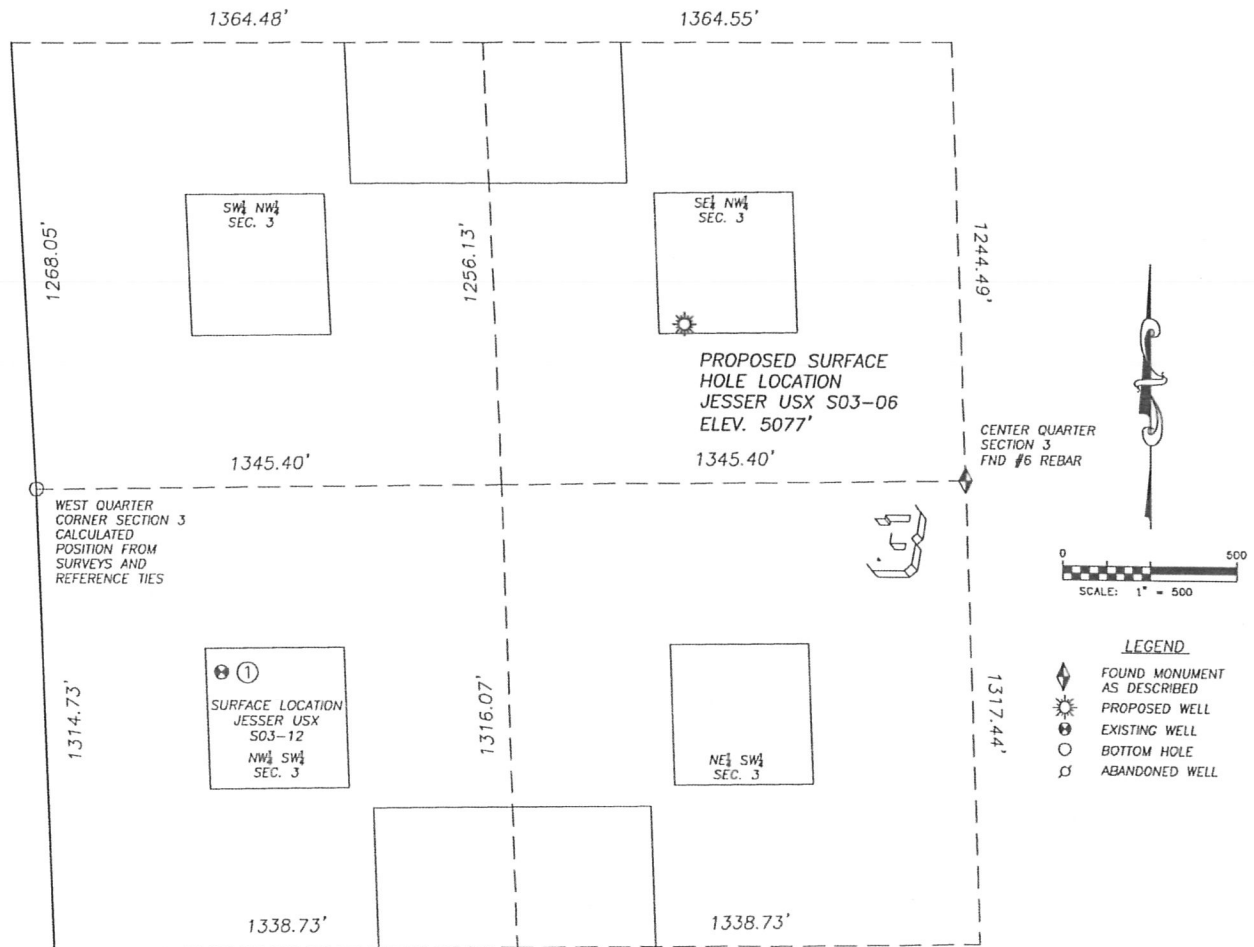 1364.48' 1364.55'
SW¼ NW¼
SEC. 3
SE¼ NW¼
SEC. 3
1268.05'
1256.13'
1244.49'
PROPOSED SURFACE
HOLE LOCATION
JESSER USX S03-06
ELEV. 5077'
CENTER QUARTER
SECTION 3
FND #6 REBAR
1345.40' 1345.40'
WEST QUARTER
CORNER SECTION 3
CALCULATED
POSITION FROM
SURVEYS AND
REFERENCE TIES
0 500
SCALE: 1" = 500
LEGEND
FOUND MONUMENT
AS DESCRIBED
PROPOSED WELL
EXISTING WELL
BOTTOM HOLE
ABANDONED WELL
1
SURFACE LOCATION
JESSER USX
S03-12
NW¼ SW¼
SEC. 3
1314.73'
1316.07'
1317.44'
NE¼ SW¼
SEC. 3
1338.73' 1338.73'